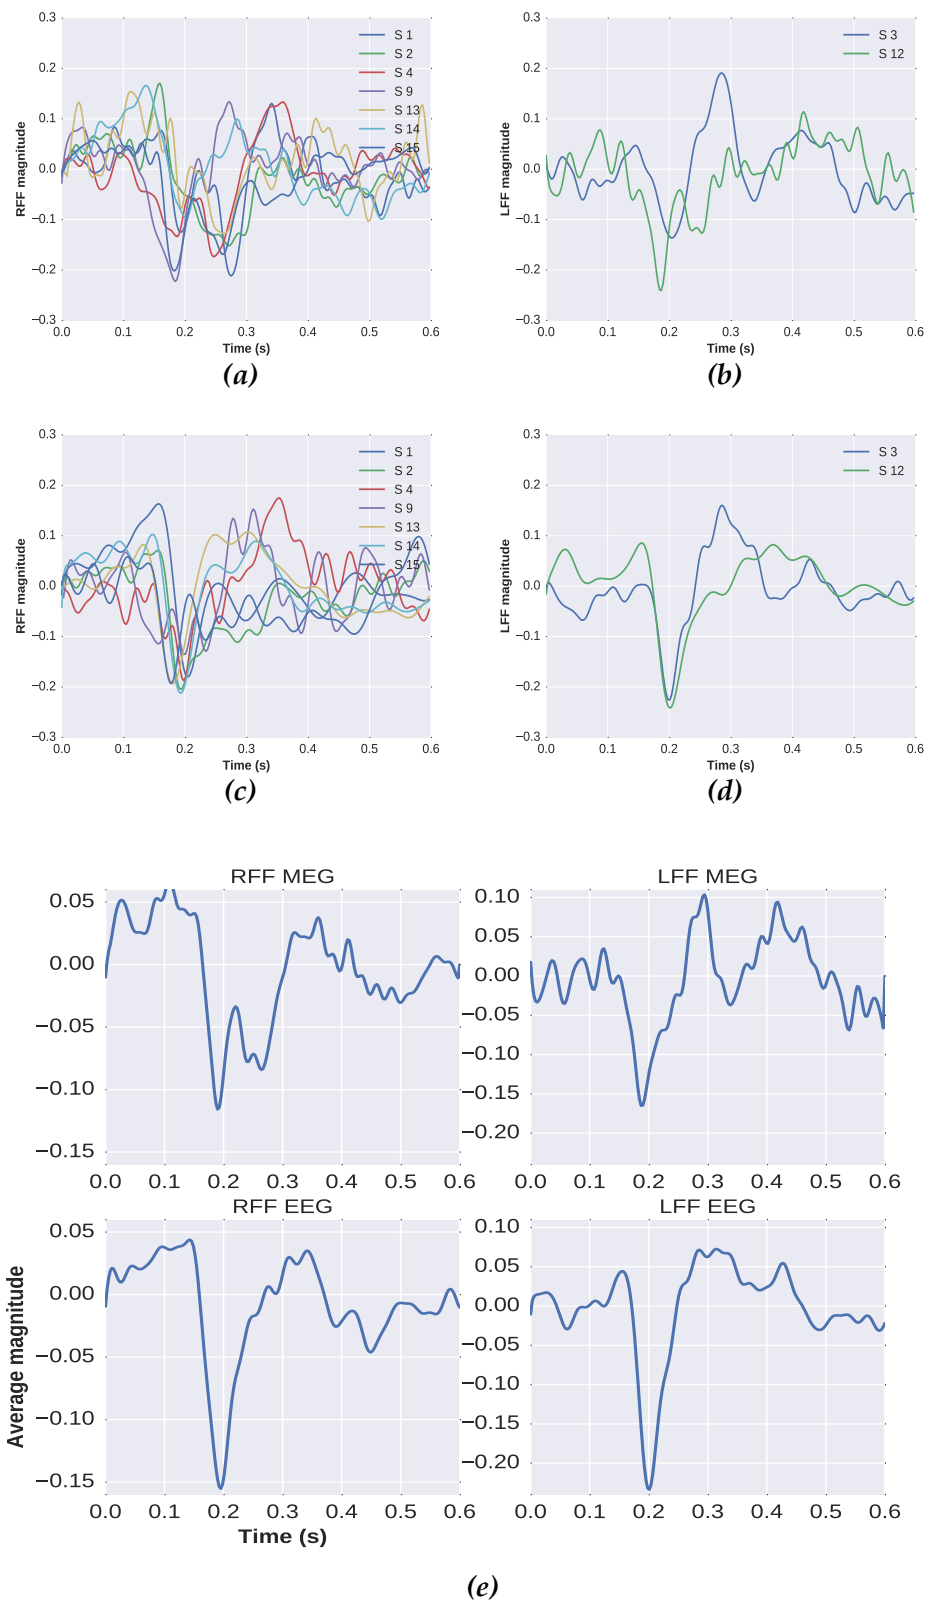 0.3
0.2
0.1
0.0
−0.1
−0.2
−0.3
RFF magnitude
S 1
S 2
S 4
S 9
S 13
S 14
S 15
0.0 0.1 0.2 0.3 0.4 0.5 0.6
Time (s)
(a)
0.3
0.2
0.1
0.0
−0.1
−0.2
−0.3
LFF magnitude
S 3
S 12
0.0 0.1 0.2 0.3 0.4 0.5 0.6
Time (s)
(b)
0.3
0.2
0.1
0.0
−0.1
−0.2
−0.3
RFF magnitude
S 1
S 2
S 4
S 9
S 13
S 14
S 15
0.0 0.1 0.2 0.3 0.4 0.5 0.6
Time (s)
(c)
0.3
0.2
0.1
0.0
−0.1
−0.2
−0.3
LFF magnitude
S 3
S 12
0.0 0.1 0.2 0.3 0.4 0.5 0.6
Time (s)
(d)
RFF MEG
0.05
0.00
−0.05
−0.10
−0.15
0.0 0.1 0.2 0.3 0.4 0.5 0.6
LFF MEG
0.10
0.05
0.00
−0.05
−0.10
−0.15
−0.20
0.0 0.1 0.2 0.3 0.4 0.5 0.6
RFF EEG
0.05
0.00
−0.05
−0.10
−0.15
Average magnitude
0.0 0.1 0.2 0.3 0.4 0.5 0.6
Time (s)
LFF EEG
0.10
0.05
0.00
−0.05
−0.10
−0.15
−0.20
0.0 0.1 0.2 0.3 0.4 0.5 0.6
(e)